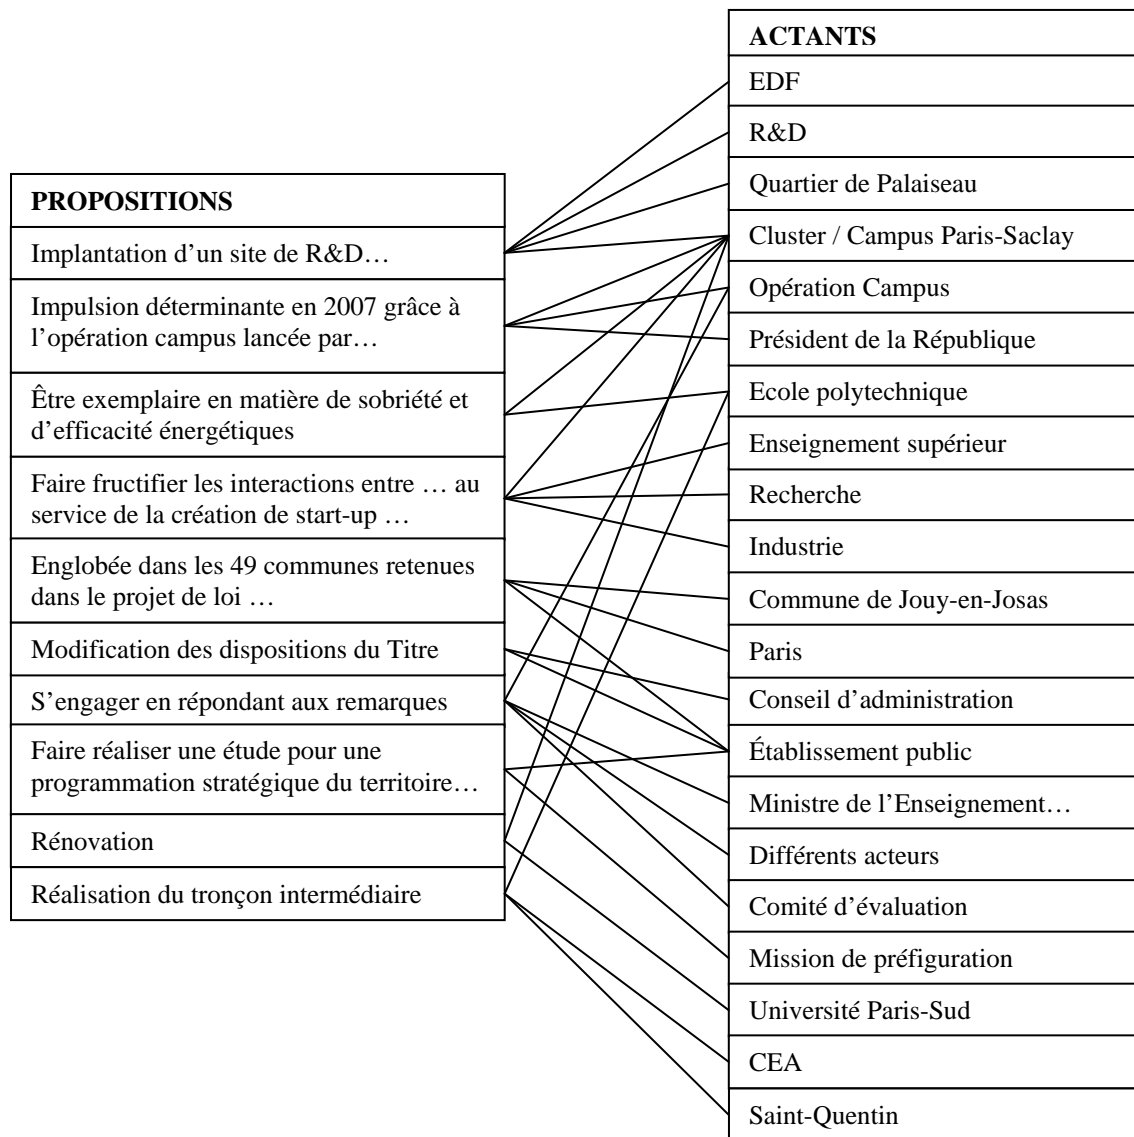 PROPOSITIONS
Implantation d’un site de R&D…
Impulsion déterminante en 2007 grâce à
l’opération campus lancée par…
Être exemplaire en matière de sobriété et
d’efficacité énergétiques
Faire fructifier les interactions entre … au
service de la création de start-up …
Englobée dans les 49 communes retenues
dans le projet de loi …
Modification des dispositions du Titre
S’engager en répondant aux remarques
Faire réaliser une étude pour une
programmation stratégique du territoire…
Rénovation
Réalisation du tronçon intermédiaire
ACTANTS
EDF
R&D
Quartier de Palaiseau
Cluster / Campus Paris-Saclay
Opération Campus
Président de la République
Ecole polytechnique
Enseignement supérieur
Recherche
Industrie
Commune de Jouy-en-Josas
Paris
Conseil d’administration
Établissement public
Ministre de l’Enseignement…
Différents acteurs
Comité d’évaluation
Mission de préfiguration
Université Paris-Sud
CEA
Saint-Quentin